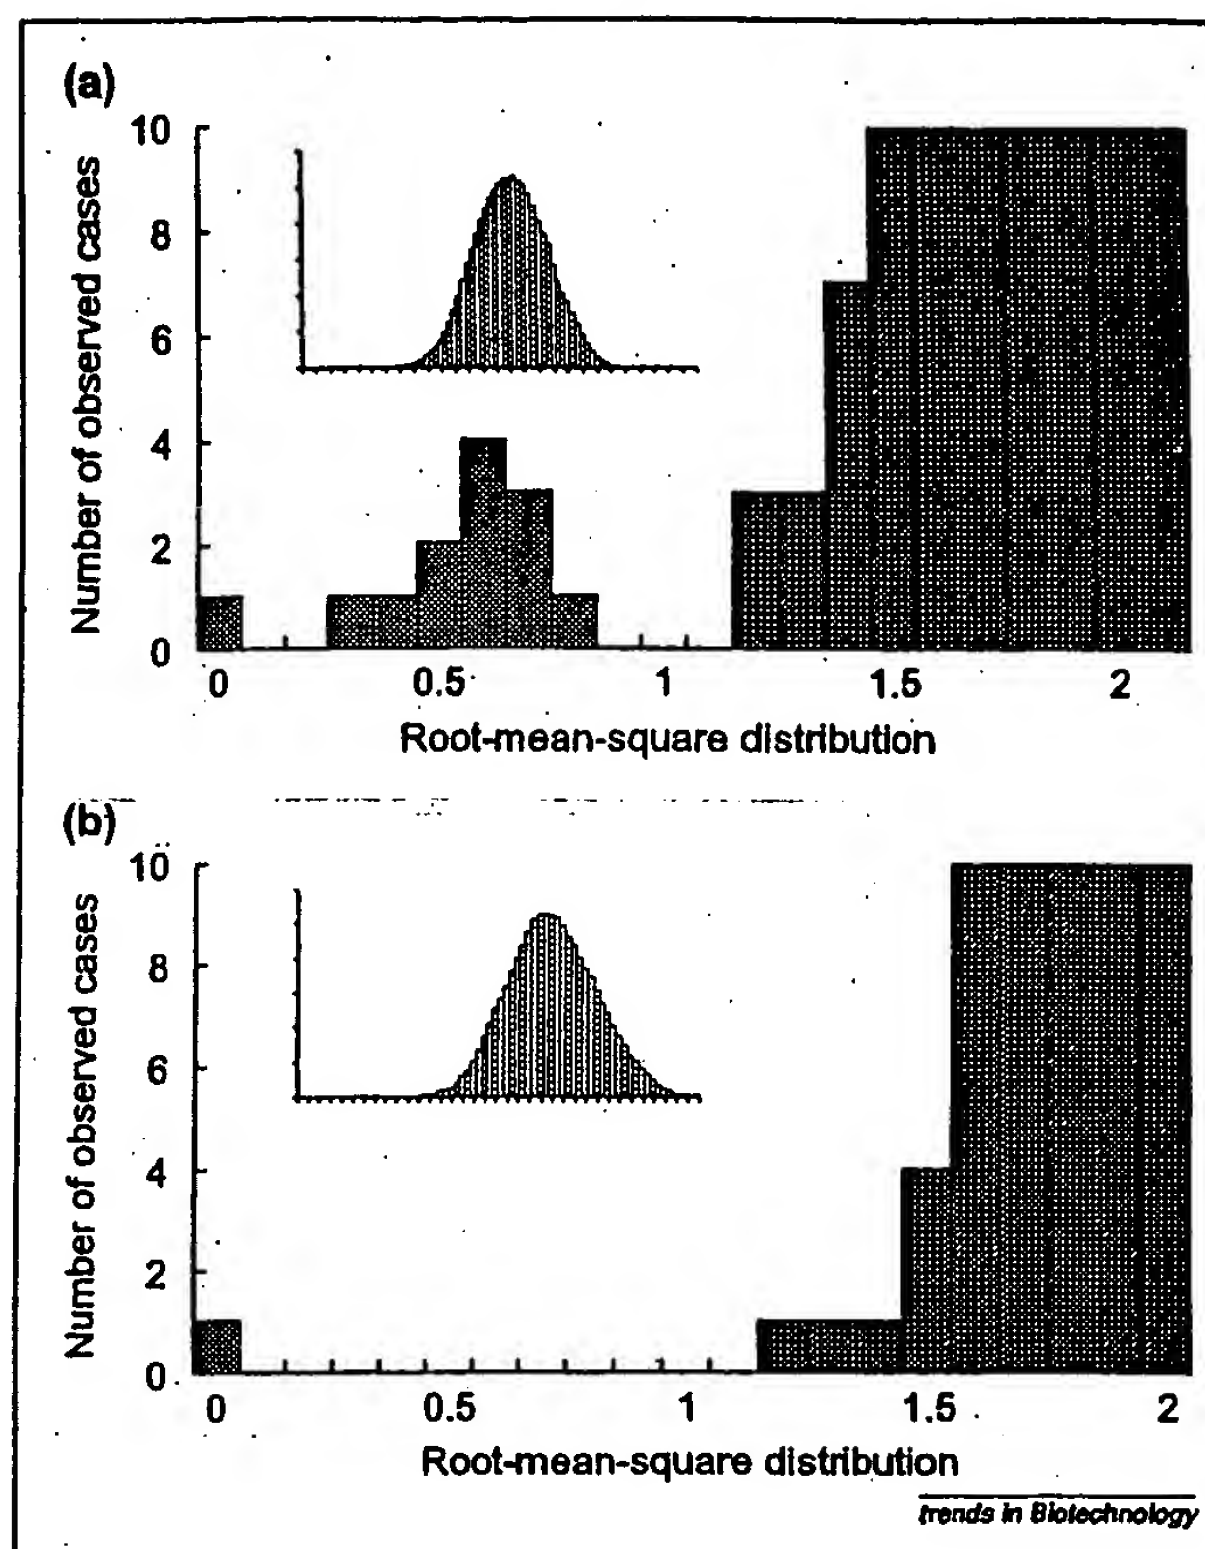 (a)
10
8
6
4
2
0
Number of observed cases
0 0.5 1 1.5 2
Root-mean-square distribution
(b)
10
8
6
4
2
0
Number of observed cases
0 0.5 1 1.5 2
Root-mean-square distribution
trends in Biotechnology